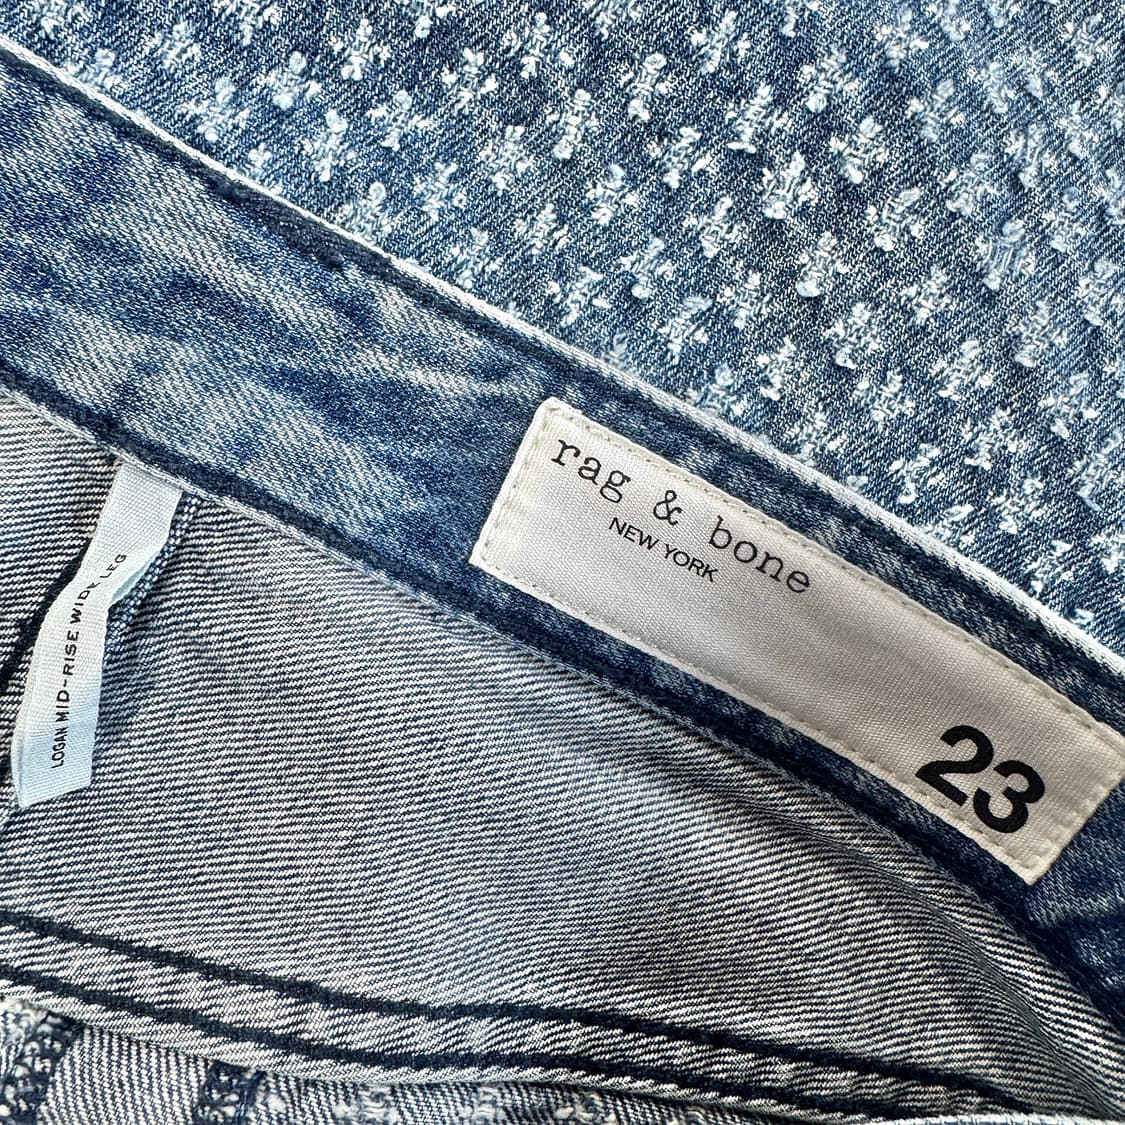 rag & bone
NEW YORK
23
LOGAN MID-RISE WIDE LEG